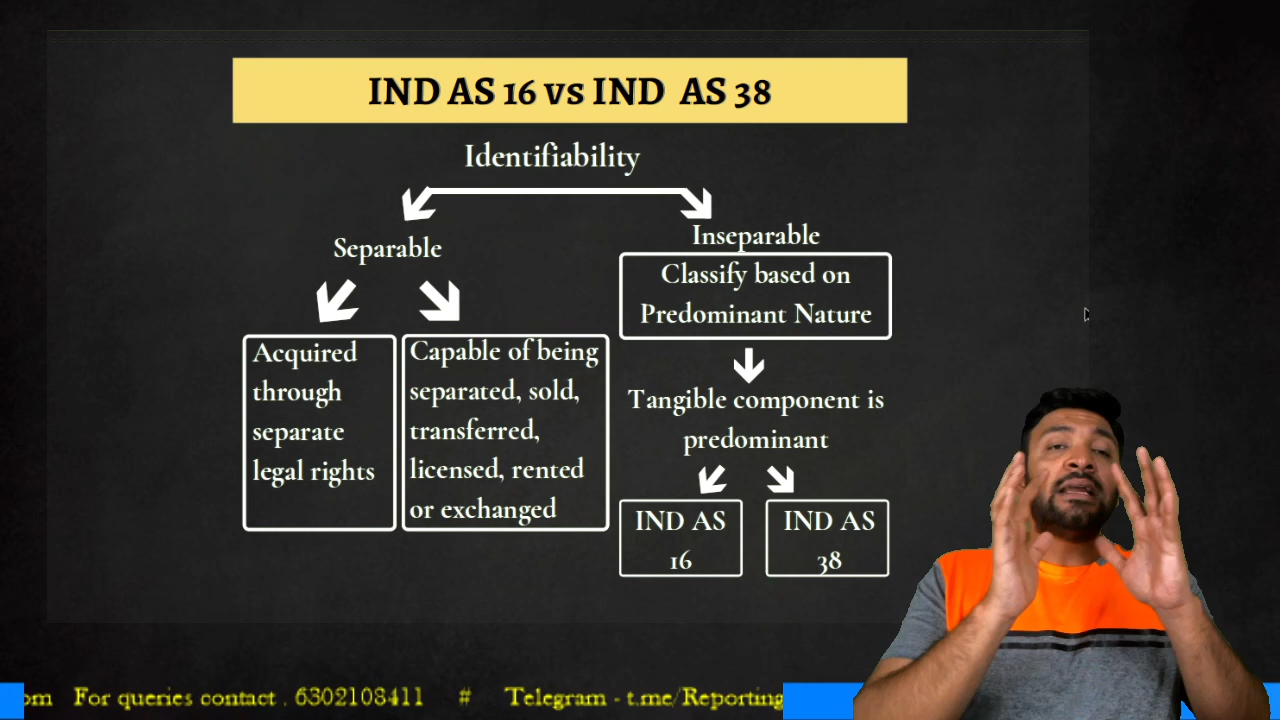 IND AS 16 vs IND AS 38
Identifiability
Separable
Inseparable
Classify based on
Predominant Nature
Acquired
through
separate
legal rights
Capable of being
separated, sold,
transferred,
licensed, rented
or exchanged
Tangible component is
predominant
IND AS
16
IND AS
38
om For queries contact . 6302108411 # Telegram - t.me/Reporting